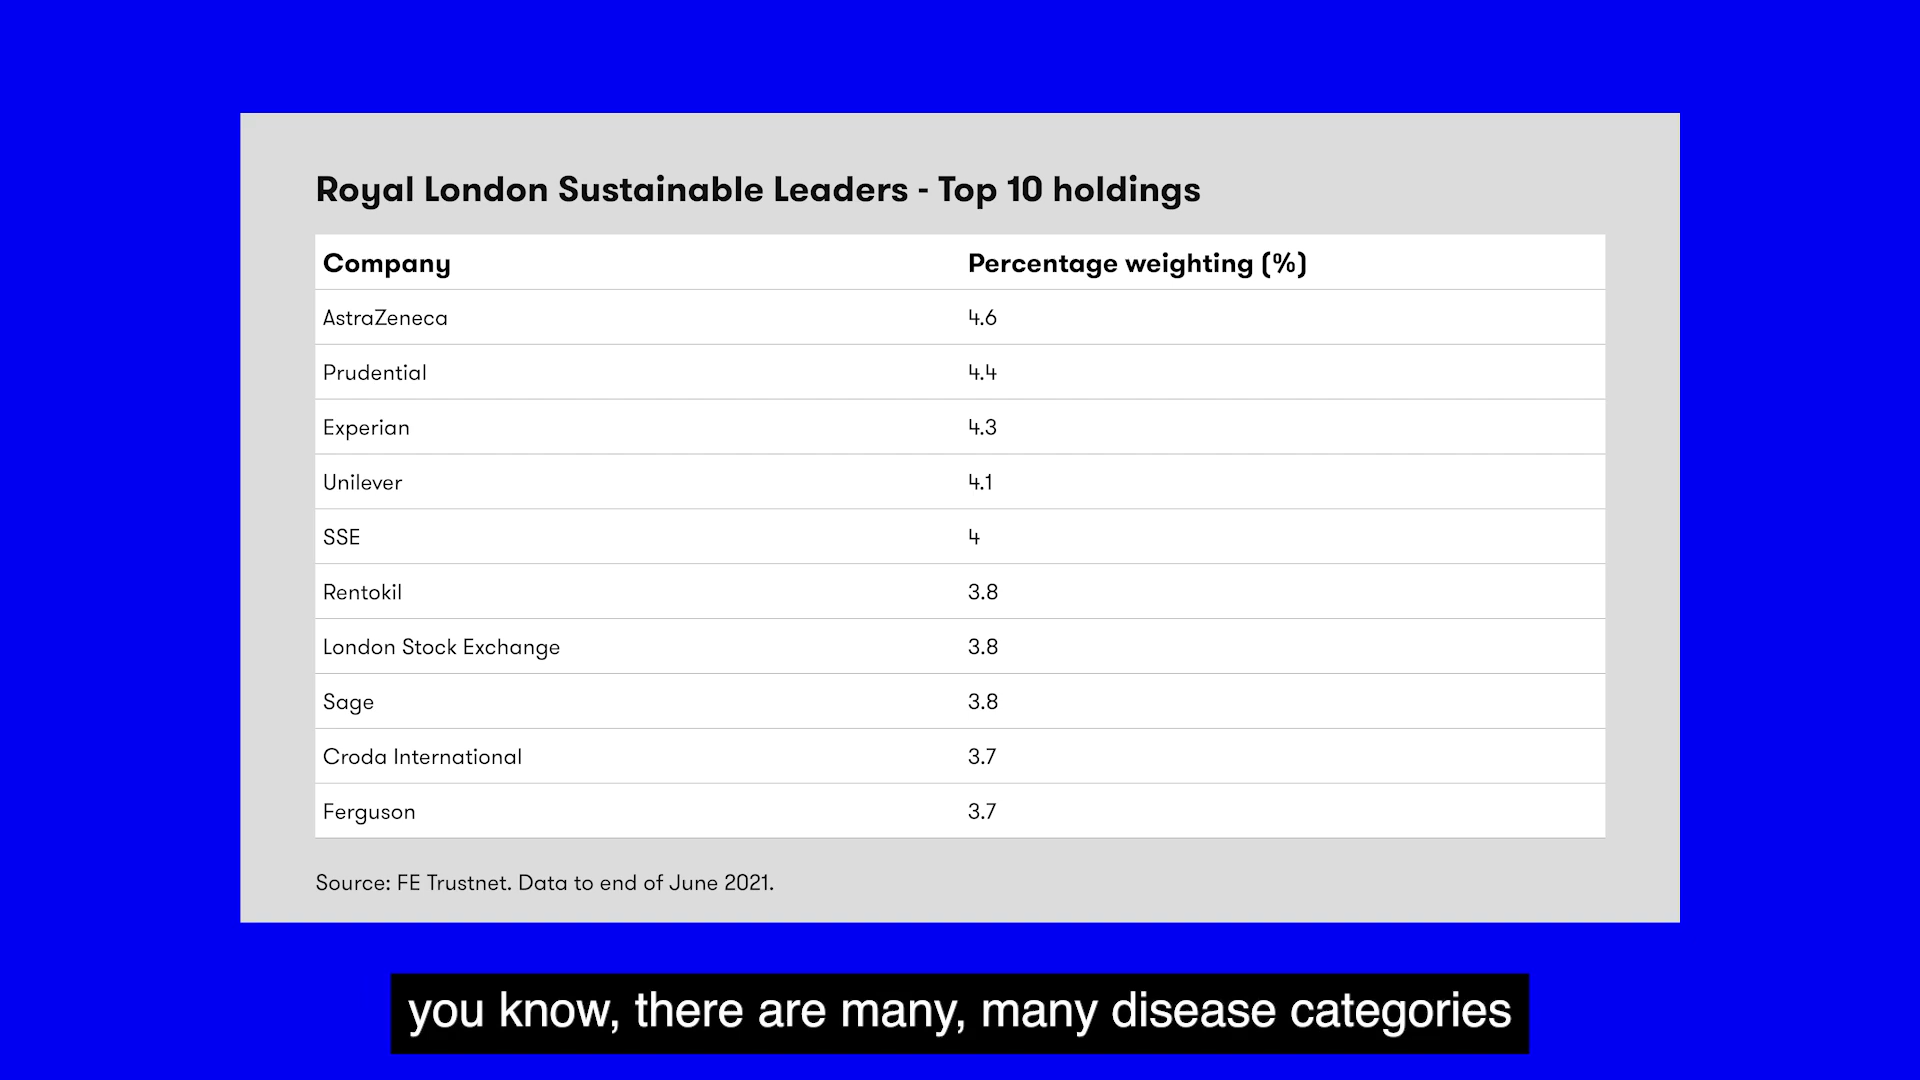 Royal London Sustainable Leaders - Top 10 holdings
Company Percentage weighting (%)
AstraZeneca 4.6
Prudential 4.4
Experian 4.3
Unilever 4.1
SSE 4
Rentokil 3.8
London Stock Exchange 3.8
Sage 3.8
Croda International 3.7
Ferguson 3.7
Source: FE Trustnet. Data to end of June 2021.
you know, there are many, many disease categories